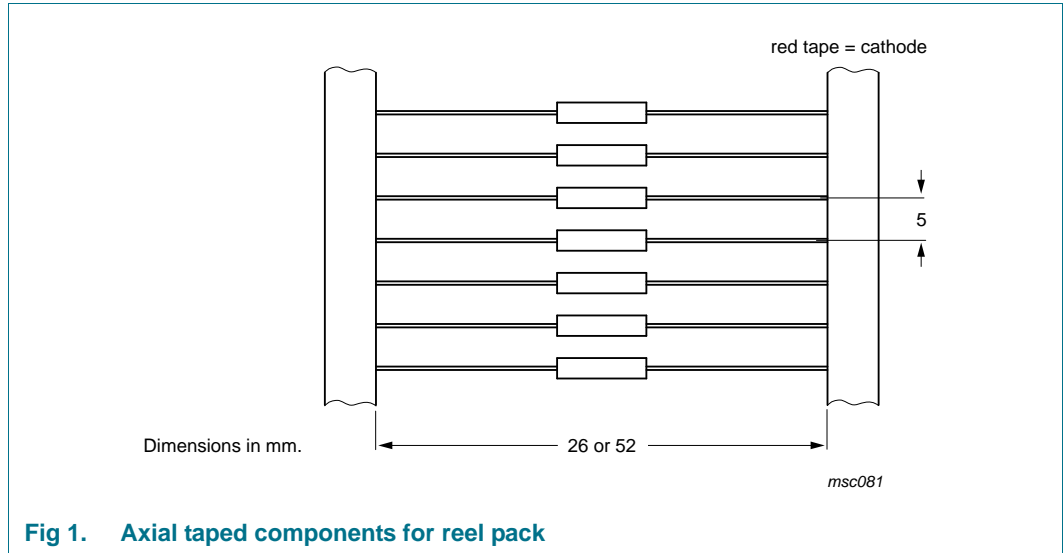 red tape = cathode
5
Dimensions in mm.
26 or 52
msc081
Fig 1. Axial taped components for reel pack